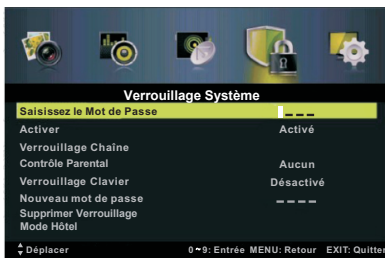 Verrouillage Système
Saisissez le Mot de Passe _ _ _
Activer Activé
Verrouillage Chaîne
Contrôle Parental Aucun
Verrouillage Clavier Désactivé
Nouveau mot de passe _ _ _ _
Supprimer Verrouillage
Mode Hôtel
Déplacer 0~9: Entrée MENU: Retour EXIT: Quitter